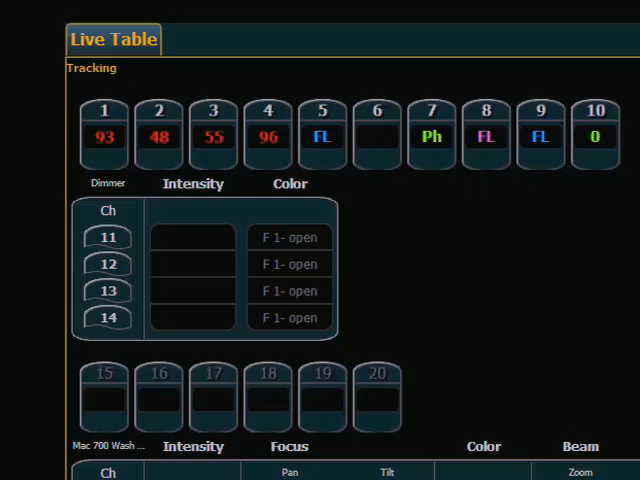 Live Table
Tracking
1 2 3 4 5 6 7 8 9 10
93 48 55 96 FL Ph FL FL 0
Dimmer Intensity Color
Ch
11 F 1- open
12 F 1- open
13 F 1- open
14 F 1- open
15 16 17 18 19 20
Mac 700 Wash ... Intensity Focus Color Beam
Ch Pan Tilt Zoom